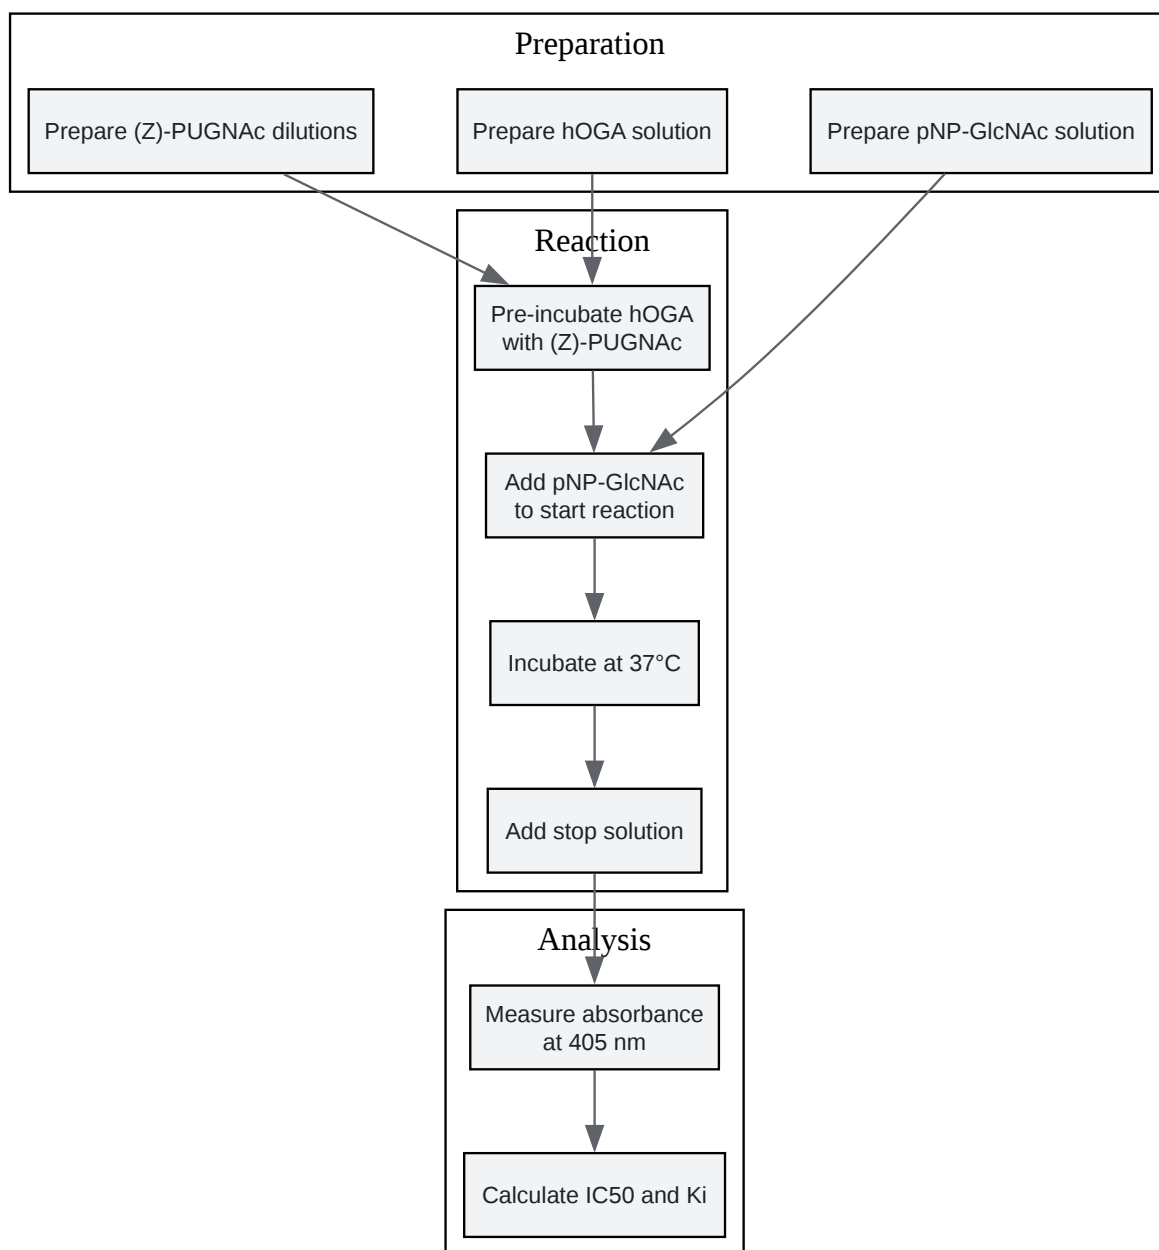 Preparation
Prepare (Z)-PUGNAc dilutions
Prepare hOGA solution
Prepare pNP-GlcNAc solution
Reaction
Pre-incubate hOGA
with (Z)-PUGNAc
Add pNP-GlcNAc
to start reaction
Incubate at 37°C
Add stop solution
Analysis
Measure absorbance
at 405 nm
Calculate IC50 and Ki